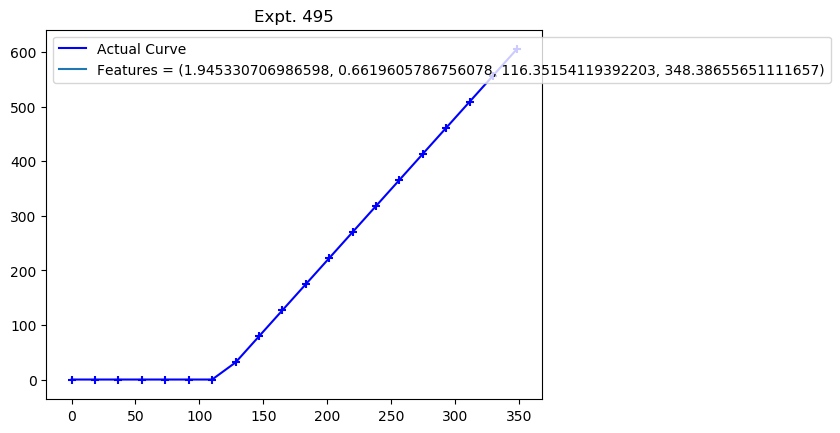 Expt. 495
Actual Curve
Features = (1.945330706986598, 0.6619605786756078, 116.35154119392203, 348.38655651111657)
600
500
400
300
200
100
0
0 50 100 150 200 250 300 350